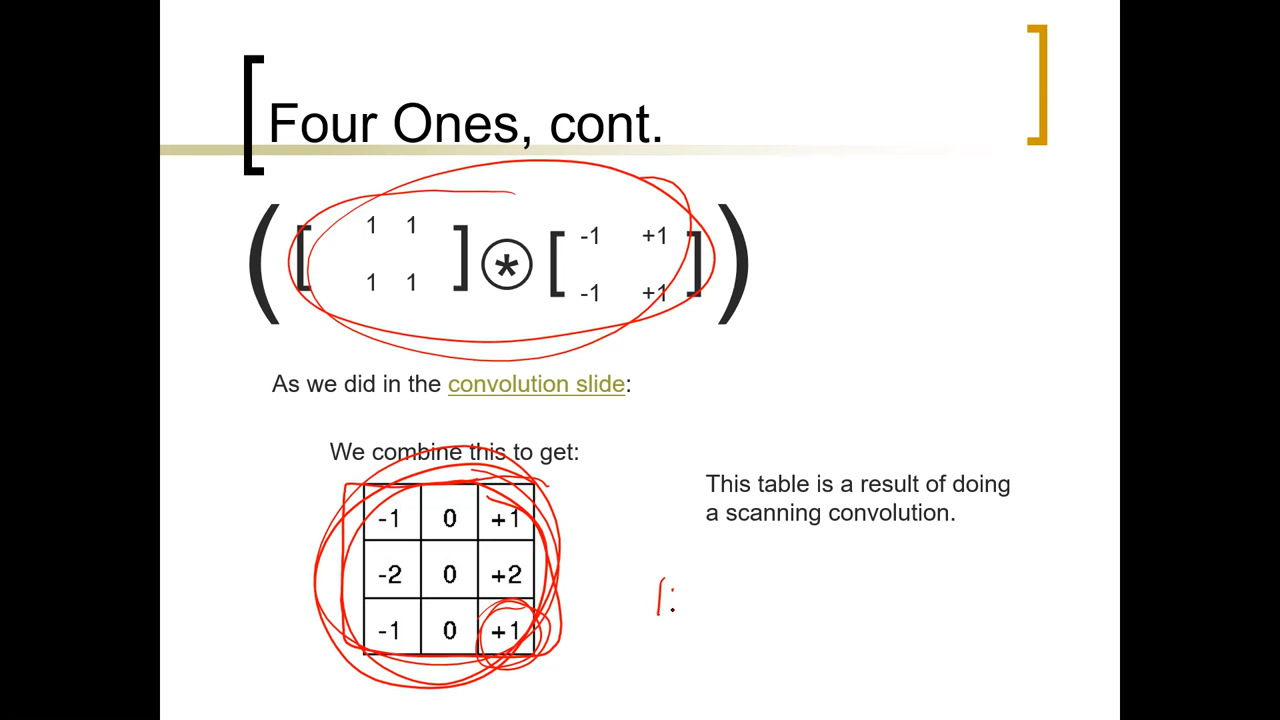 Four Ones, cont.
([ 1 1 ] ⊛ [ -1 +1 ])
1 1 -1 +1
As we did in the convolution slide:
We combine this to get:
-1 0 +1
-2 0 +2
-1 0 +1
This table is a result of doing
a scanning convolution.